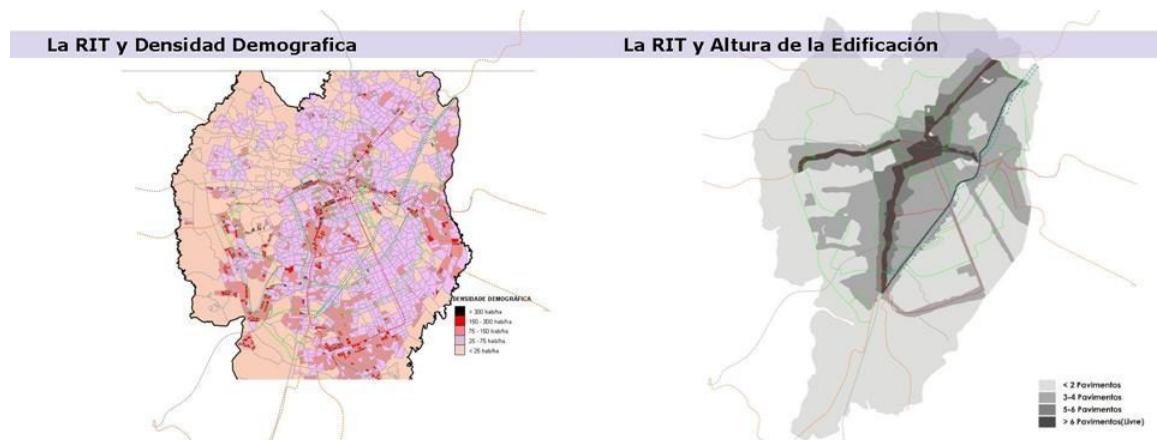 La RIT y Densidad Demografica
La RIT y Altura de la Edificación
DENSIDADE DEMOGRÁFICA
> 300 hab/ha
150 - 300 hab/ha
75 - 150 hab/ha
25 - 75 hab/ha
< 25 hab/ha
< 2 Pavimentos
3-4 Pavimentos
5-6 Pavimentos
> 6 Pavimentos(Livre)